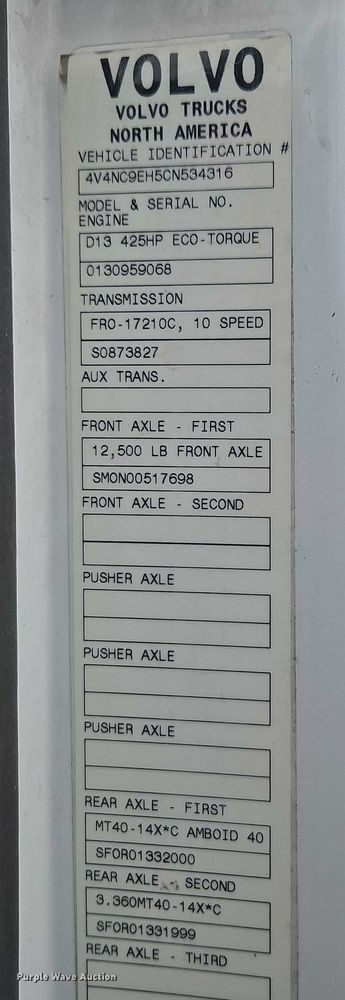 VOLVO
VOLVO TRUCKS
NORTH AMERICA
VEHICLE IDENTIFICATION #
4V4NC9EH5CN534316
MODEL & SERIAL NO.
ENGINE
D13 425HP ECO-TORQUE
0130959068
TRANSMISSION
FRO-17210C, 10 SPEED
S0873827
AUX TRANS.
FRONT AXLE - FIRST
12,500 LB FRONT AXLE
SMON00517698
FRONT AXLE - SECOND
PUSHER AXLE
PUSHER AXLE
PUSHER AXLE
REAR AXLE - FIRST
MT40-14X*C AMBOID 40
SFOR01332000
REAR AXLE - SECOND
3.360MT40-14X*C
SFOR01331999
REAR AXLE - THIRD
Purple Wave Auction